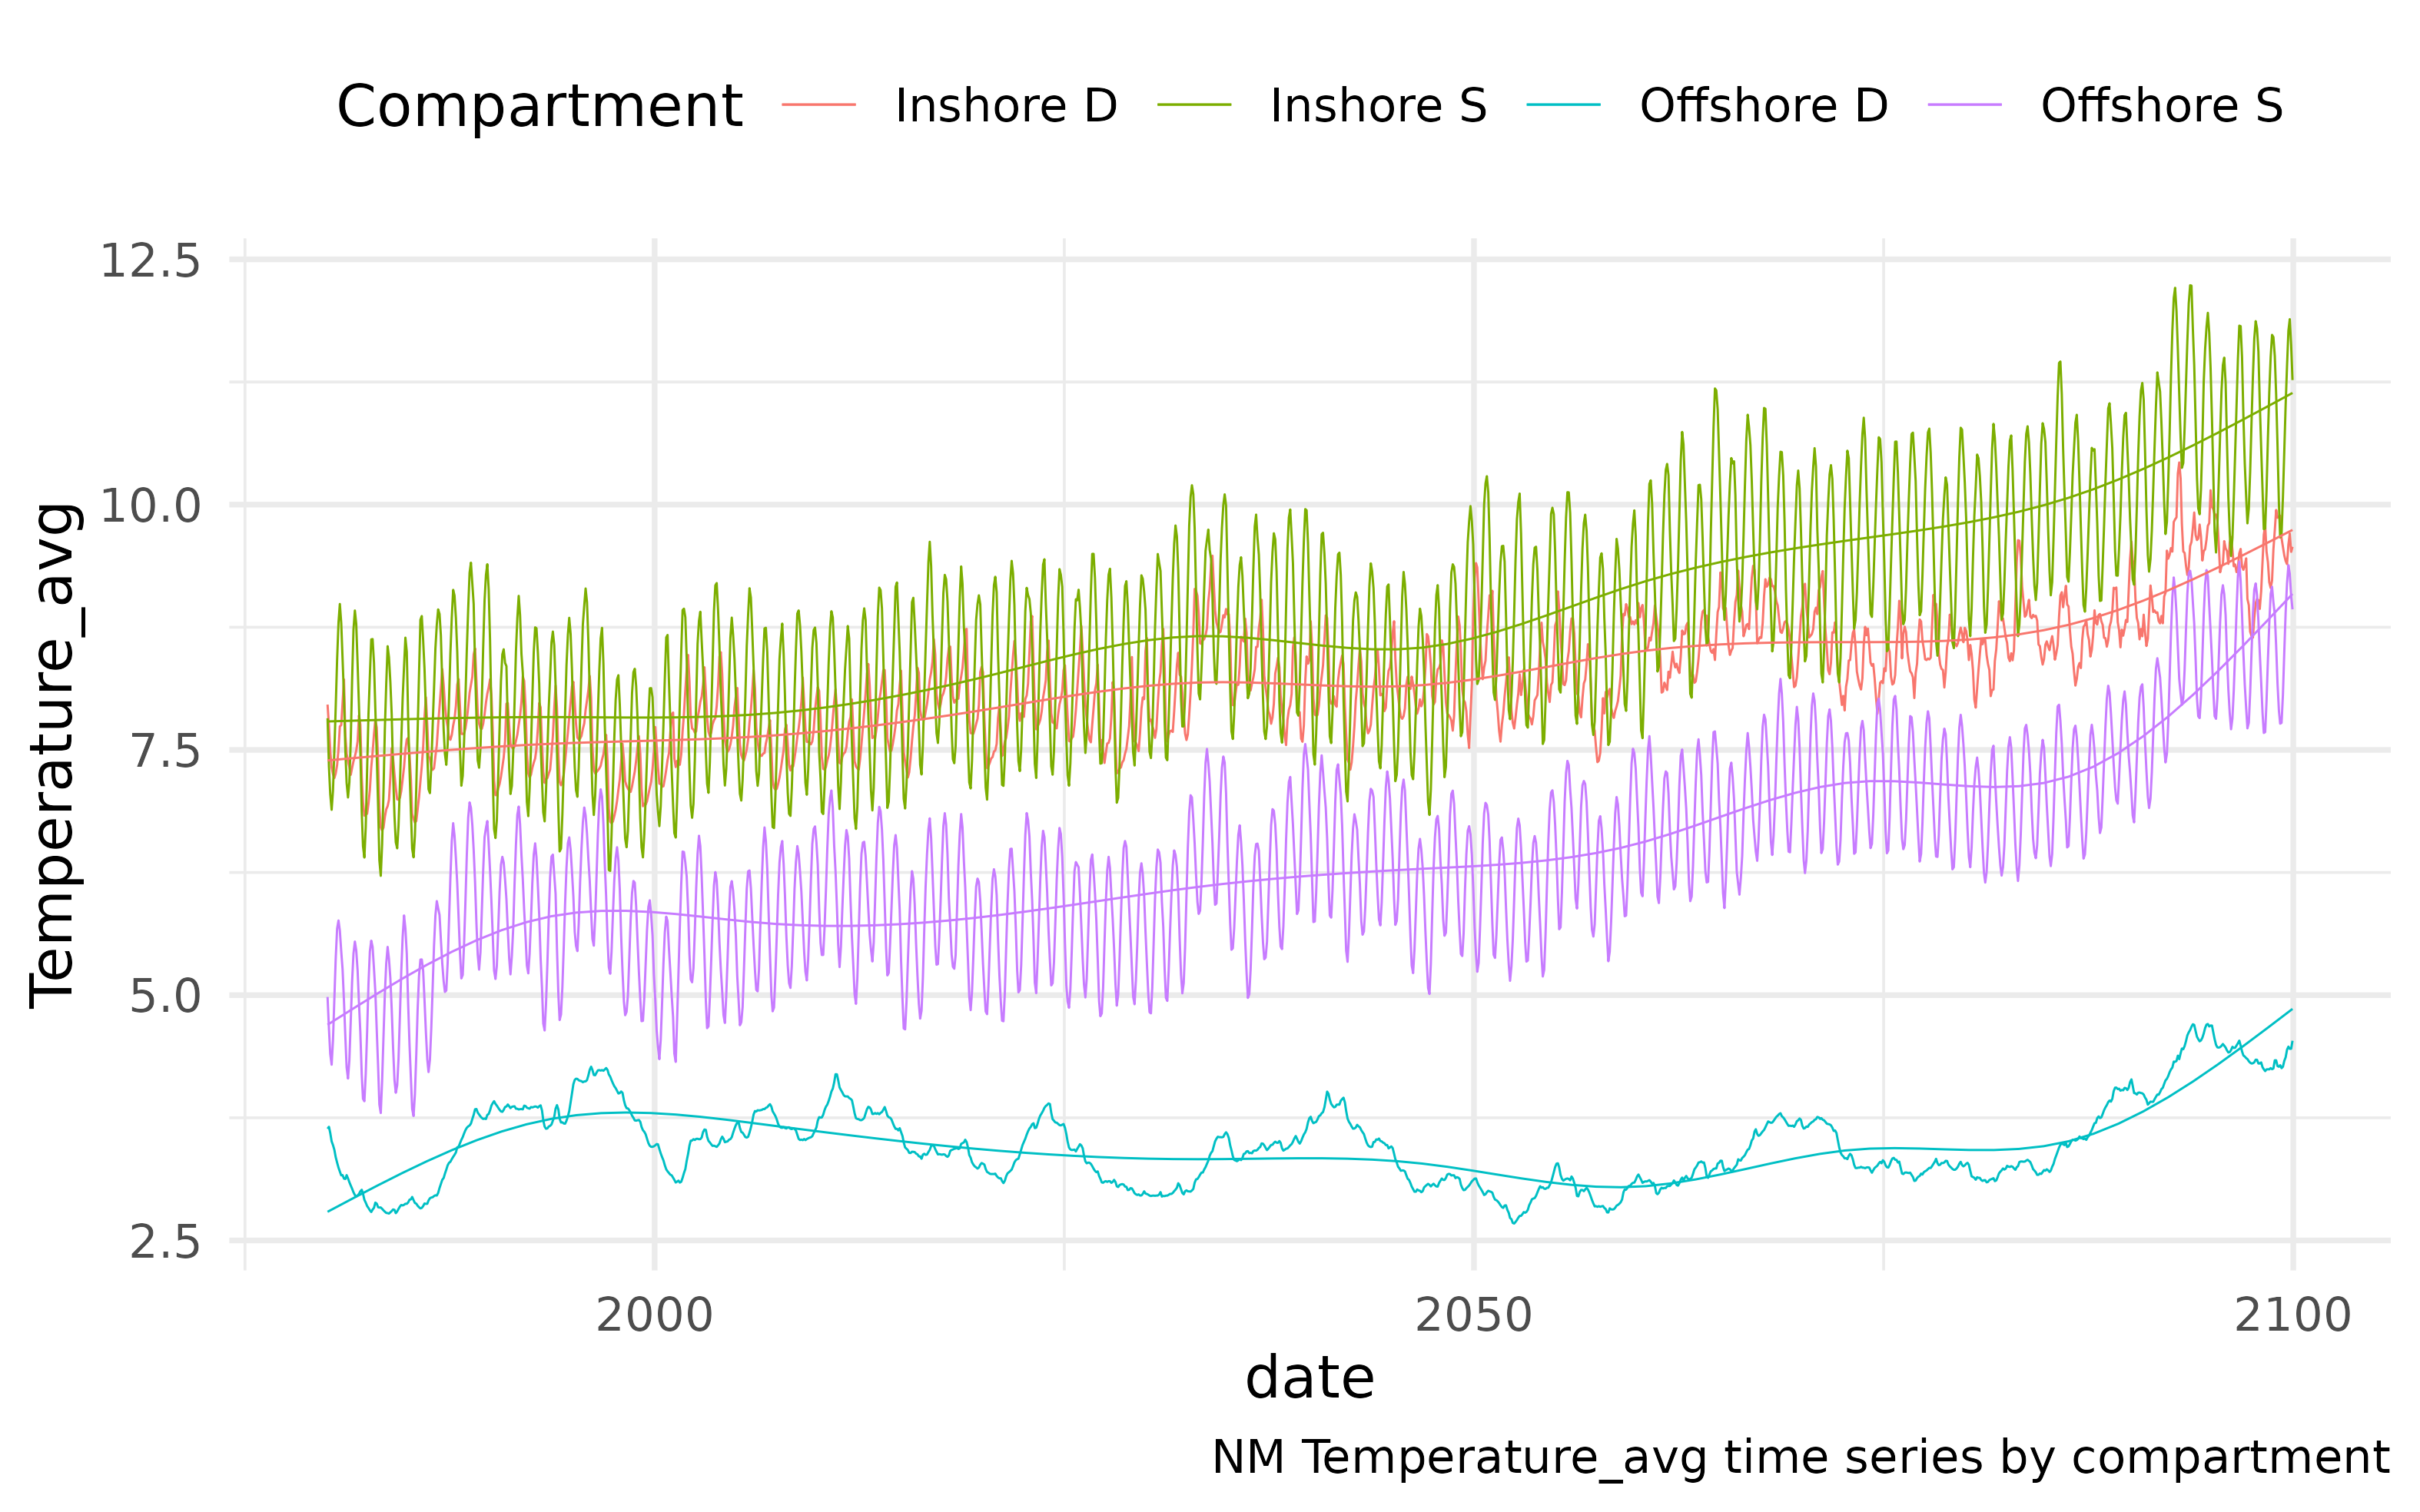 Compartment Inshore D Inshore S Offshore D Offshore S
12.5
10.0
7.5
5.0
2.5
Temperature_avg
2000 2050 2100
date
NM Temperature_avg time series by compartment